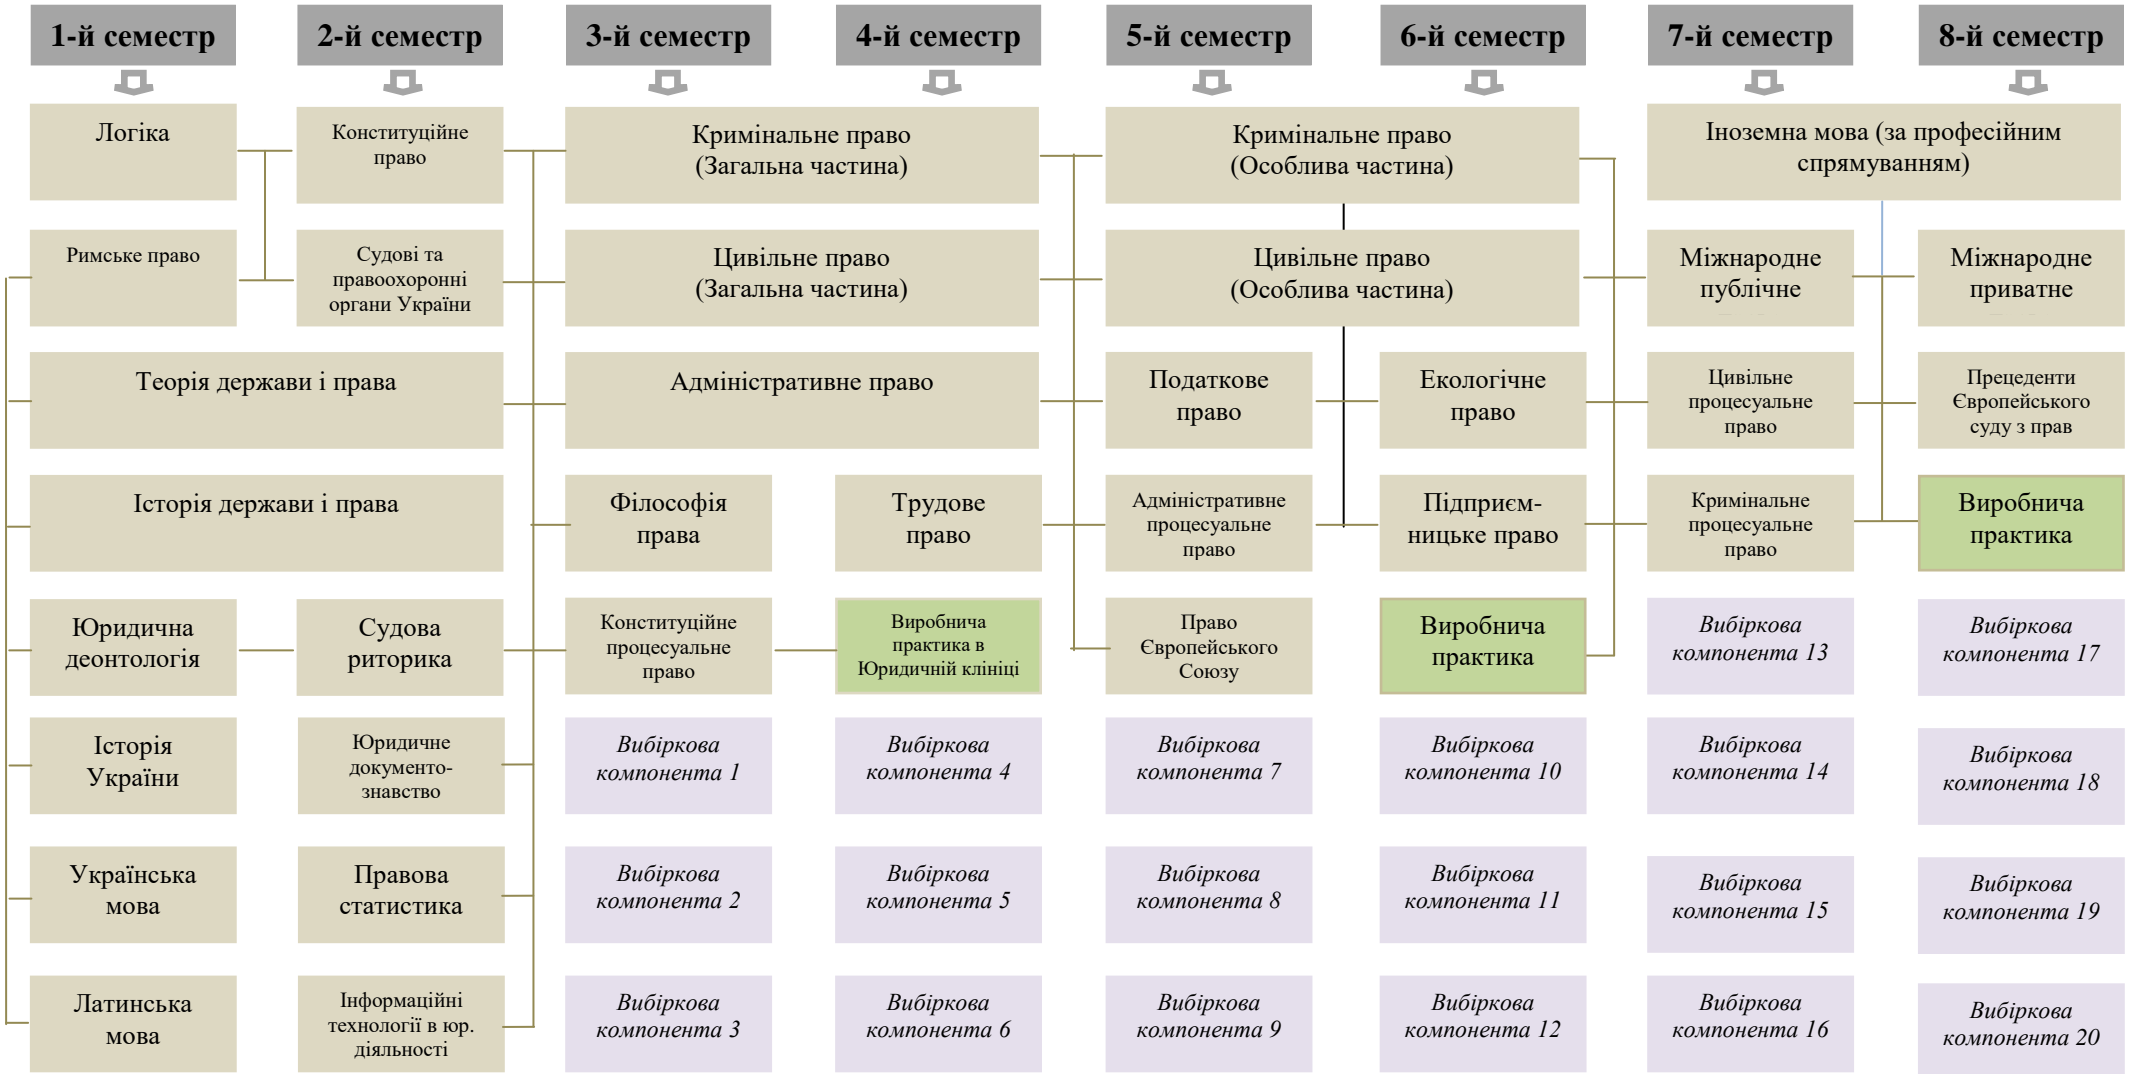 1-й семестр
2-й семестр
3-й семестр
4-й семестр
5-й семестр
6-й семестр
7-й семестр
8-й семестр
Логіка
Конституційне
право
Кримінальне право
(Загальна частина)
Кримінальне право
(Особлива частина)
Іноземна мова (за професійним
спрямуванням)
Римське право
Судові та
правоохоронні
органи України
Цивільне право
(Загальна частина)
Цивільне право
(Особлива частина)
Міжнародне
публічне
Міжнародне
приватне
Теорія держави і права
Адміністративне право
Податкове
право
Екологічне
право
Цивільне
процесуальне
право
Прецеденти
Європейського
суду з прав
Історія держави і права
Філософія
права
Трудове
право
Адміністративне
процесуальне
право
Підприєм-
ницьке право
Кримінальне
процесуальне
право
Виробнича
практика
Юридична
деонтологія
Судова
риторика
Конституційне
процесуальне
право
Виробнича
практика в
Юридичній клініці
Право
Європейського
Союзу
Виробнича
практика
Вибіркова
компонента 13
Вибіркова
компонента 17
Історія
України
Юридичне
документо-
знавство
Вибіркова
компонента 1
Вибіркова
компонента 4
Вибіркова
компонента 7
Вибіркова
компонента 10
Вибіркова
компонента 14
Вибіркова
компонента 18
Українська
мова
Правова
статистика
Вибіркова
компонента 2
Вибіркова
компонента 5
Вибіркова
компонента 8
Вибіркова
компонента 11
Вибіркова
компонента 15
Вибіркова
компонента 19
Латинська
мова
Інформаційні
технології в юр.
діяльності
Вибіркова
компонента 3
Вибіркова
компонента 6
Вибіркова
компонента 9
Вибіркова
компонента 12
Вибіркова
компонента 16
Вибіркова
компонента 20